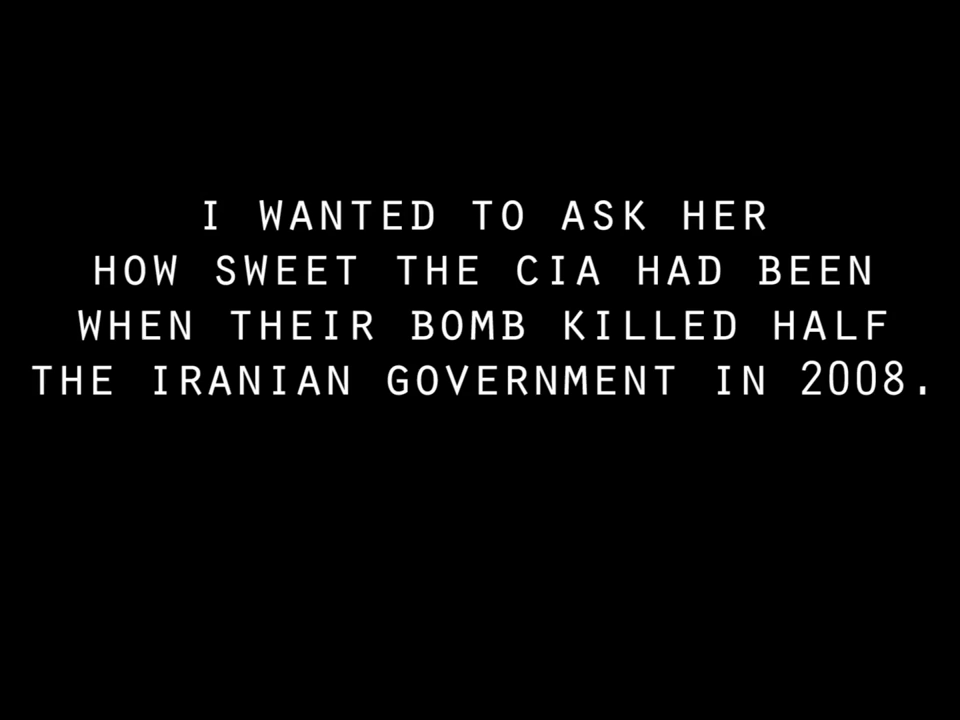 I WANTED TO ASK HER
HOW SWEET THE CIA HAD BEEN
WHEN THEIR BOMB KILLED HALF
THE IRANIAN GOVERNMENT IN 2008.